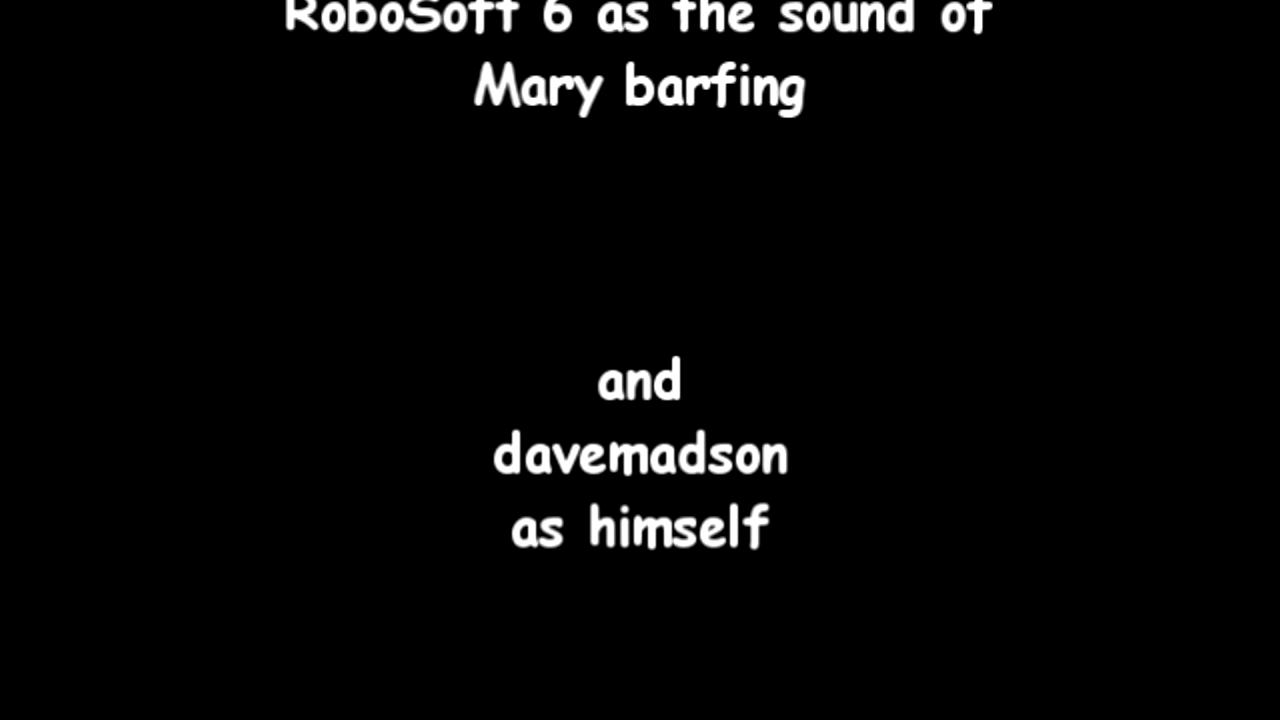 RoboSoft 6 as the sound of
Mary barfing
and
davemadson
as himself